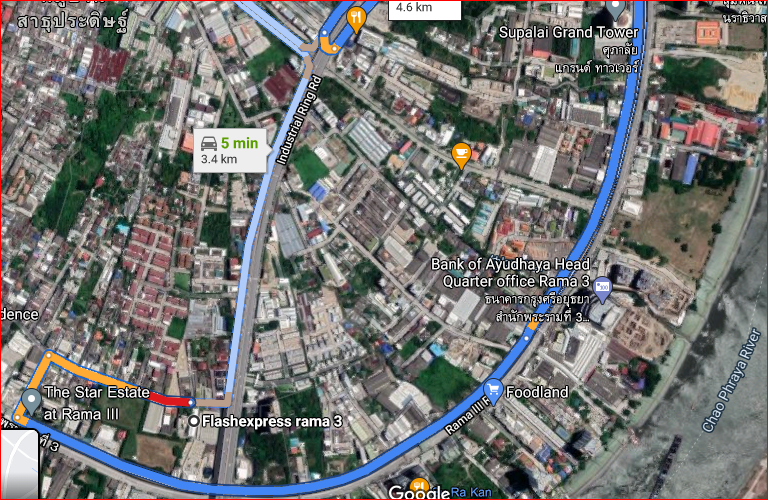 สาธุประดิษฐ์
4.6 km
Supalai Grand Tower
ศุภาลัย
แกรนด์ ทาวเวอร์
นราธิวาส
Industrial Ring Rd
5 min
3.4 km
Bank of Ayudhaya Head
Quarter office Rama 3
ธนาคารกรุงศรีอยุธยา
สำนักพระรามที่ 3...
dence
The Star Estate
at Rama III
Foodland
Flashexpress rama 3
Rama III R
ที่ 3
Chao Phraya River
Google
Ra Kan